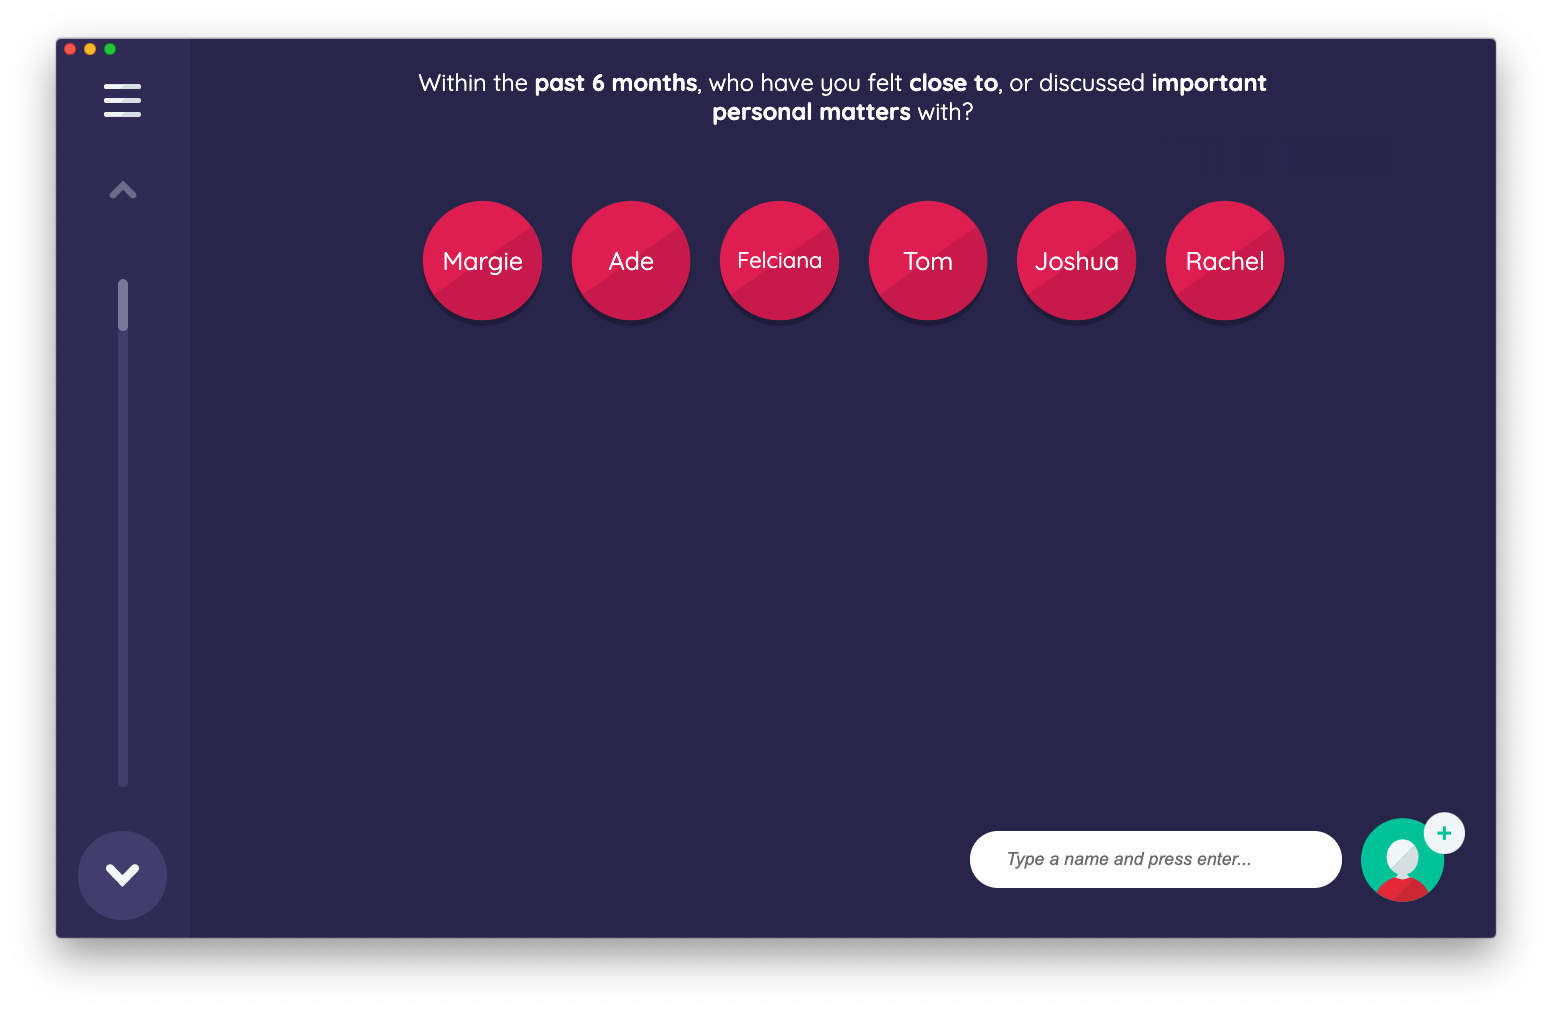 Within the past 6 months, who have you felt close to, or discussed important
personal matters with?
Margie Ade Felciana Tom Joshua Rachel
Type a name and press enter...